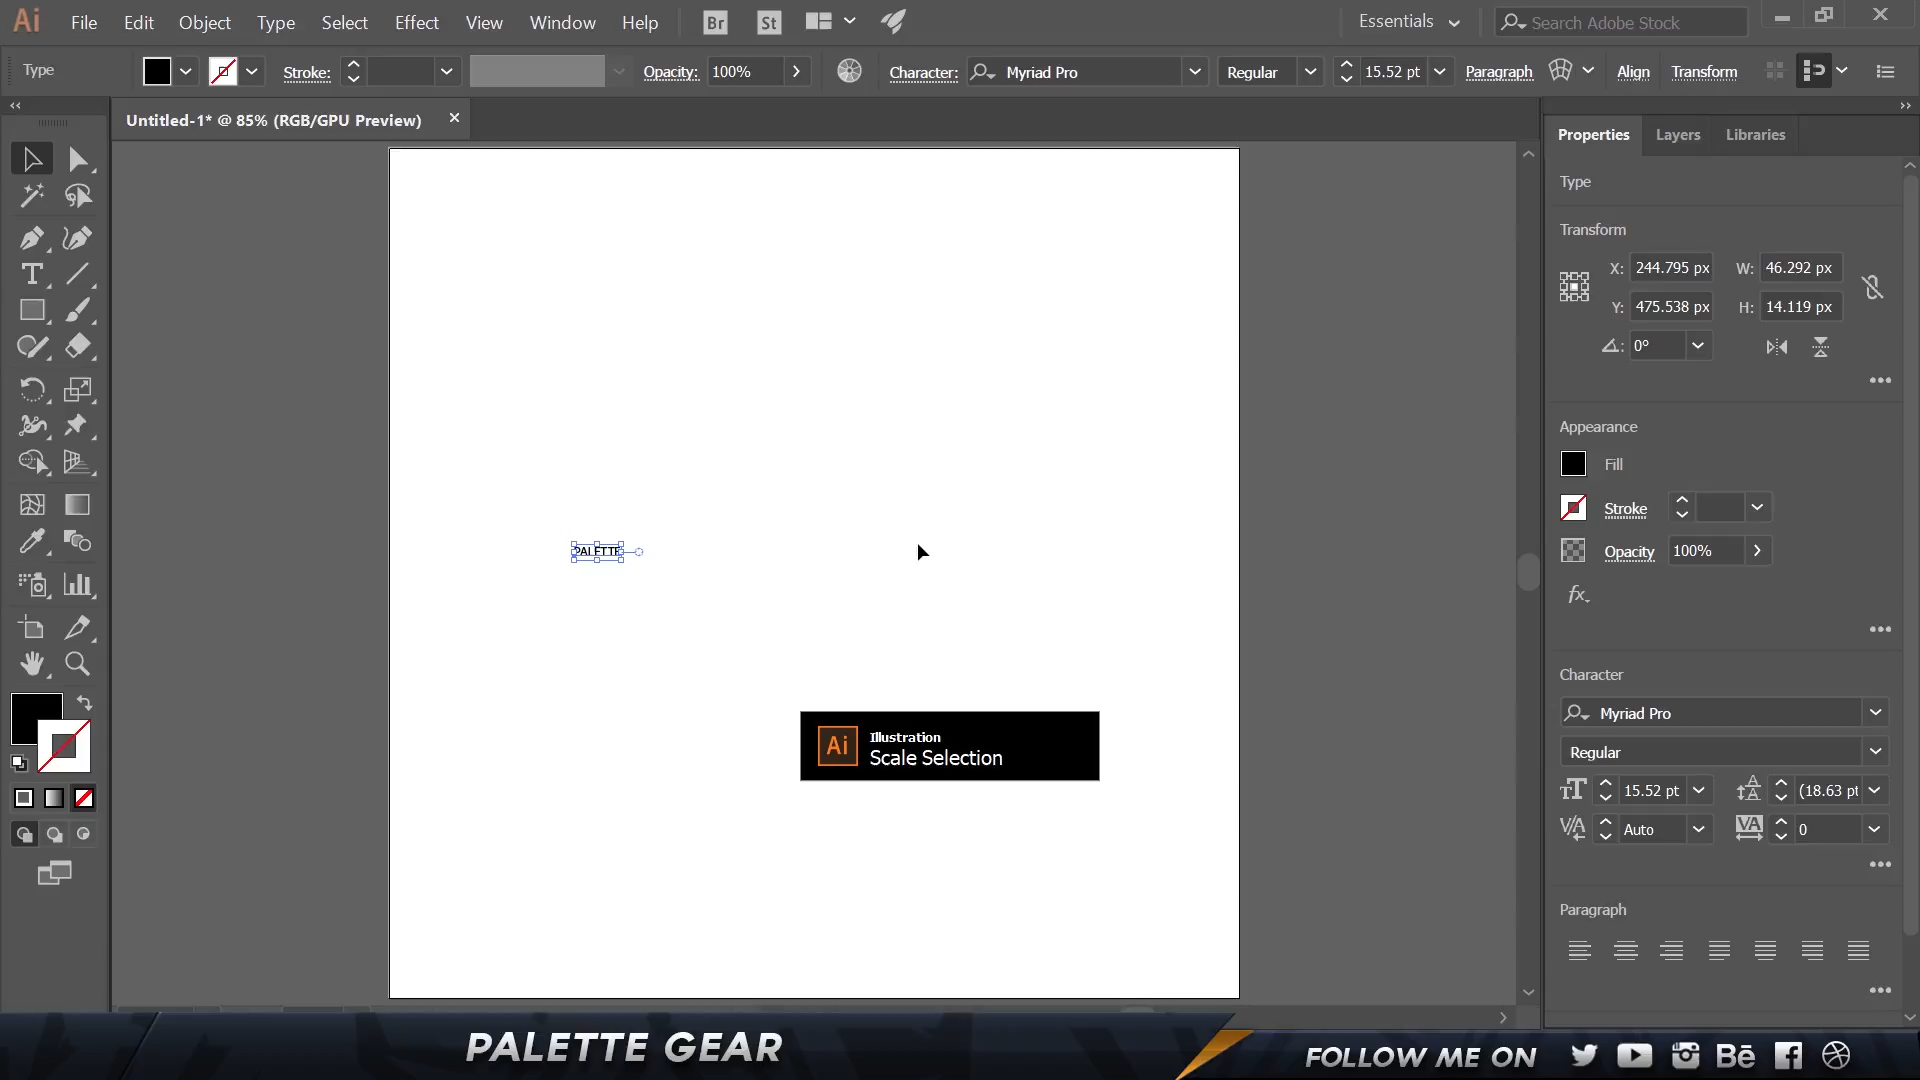 Ai File Edit Object Type Select Effect View Window Help Br St Essentials Search Adobe Stock
Type Stroke: Opacity: 100% Character: Myriad Pro Regular 15.52 pt Paragraph Align Transform
Untitled-1* @ 85% (RGB/GPU Preview)
Properties Layers Libraries
Type
Transform
X: 244.795 px W: 46.292 px
Y: 475.538 px H: 14.119 px
0°
Appearance
Fill
Stroke
Opacity 100%
fx
Character
Myriad Pro
Regular
15.52 pt (18.63 pt
Auto 0
Paragraph
PALETTE
Ai Illustration
Scale Selection
PALETTE GEAR
FOLLOW ME ON Bē